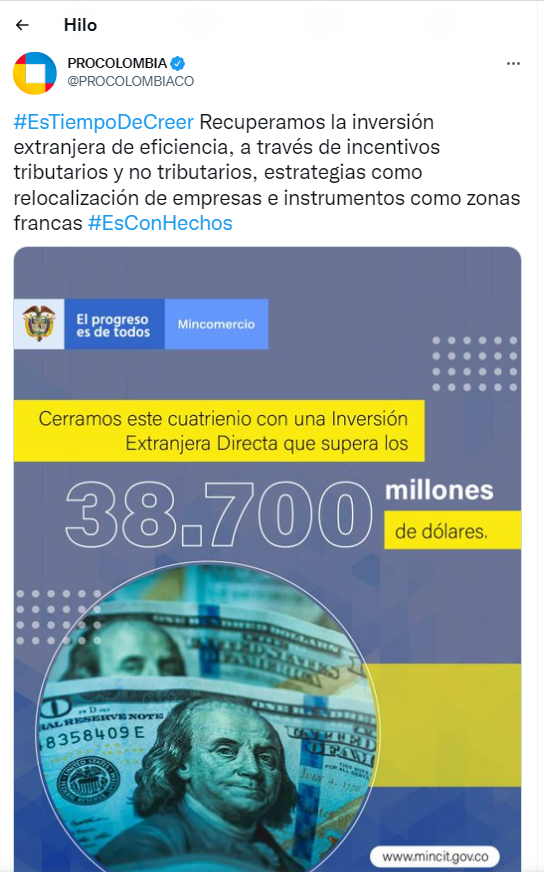 Hilo
PROCOLOMBIA
@PROCOLOMBIACO
#EsTiempoDeCreer Recuperamos la inversión
extranjera de eficiencia, a través de incentivos
tributarios y no tributarios, estrategias como
relocalización de empresas e instrumentos como zonas
francas #EsConHechos
El progreso
es de todos
Mincomercio
Cerramos este cuatrienio con una Inversión
Extranjera Directa que supera los
38.700 millones
de dólares.
8358409 E
www.mincit.gov.co